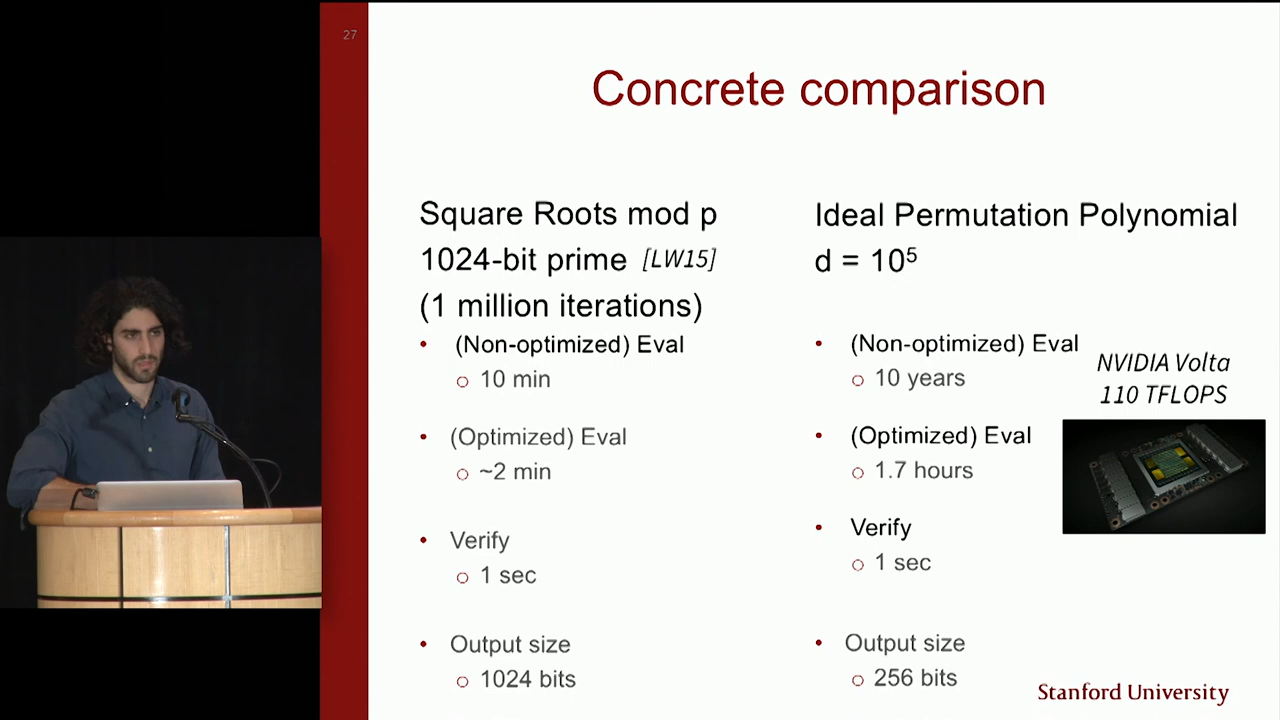 27
Concrete comparison
Square Roots mod p
1024-bit prime [LW15]
(1 million iterations)
• (Non-optimized) Eval
10 min
• (Optimized) Eval
~2 min
• Verify
1 sec
• Output size
1024 bits
Ideal Permutation Polynomial
d = 10⁵
• (Non-optimized) Eval
10 years
• (Optimized) Eval
1.7 hours
• Verify
1 sec
• Output size
256 bits
NVIDIA Volta
110 TFLOPS
Stanford University